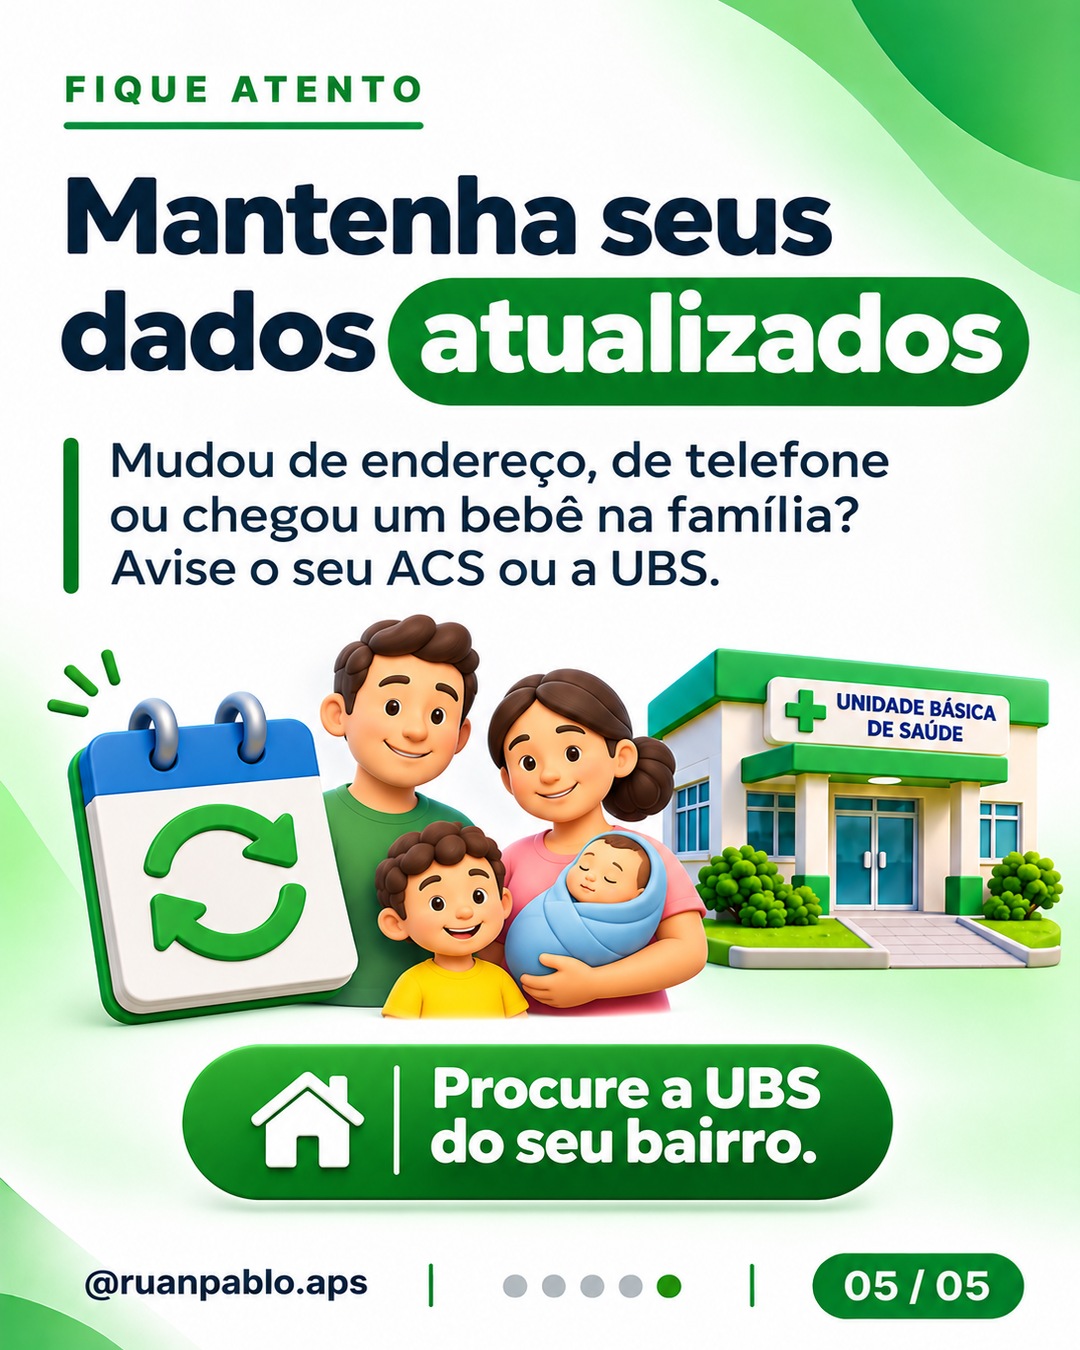 FIQUE ATENTO
Mantenha seus
dados atualizados
Mudou de endereço, de telefone
ou chegou um bebê na família?
Avise o seu ACS ou a UBS.
UNIDADE BÁSICA
DE SAÚDE
Procure a UBS
do seu bairro.
@ruanpablo.aps
05 / 05